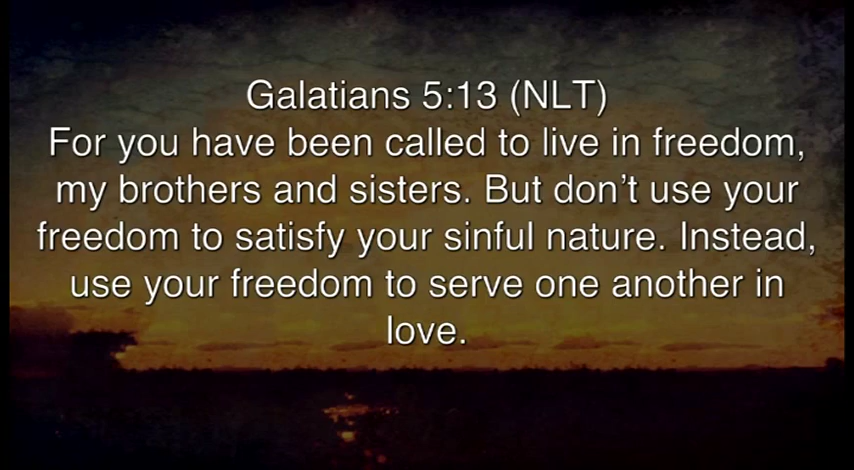 Galatians 5:13 (NLT)
For you have been called to live in freedom,
my brothers and sisters. But don’t use your
freedom to satisfy your sinful nature. Instead,
use your freedom to serve one another in
love.